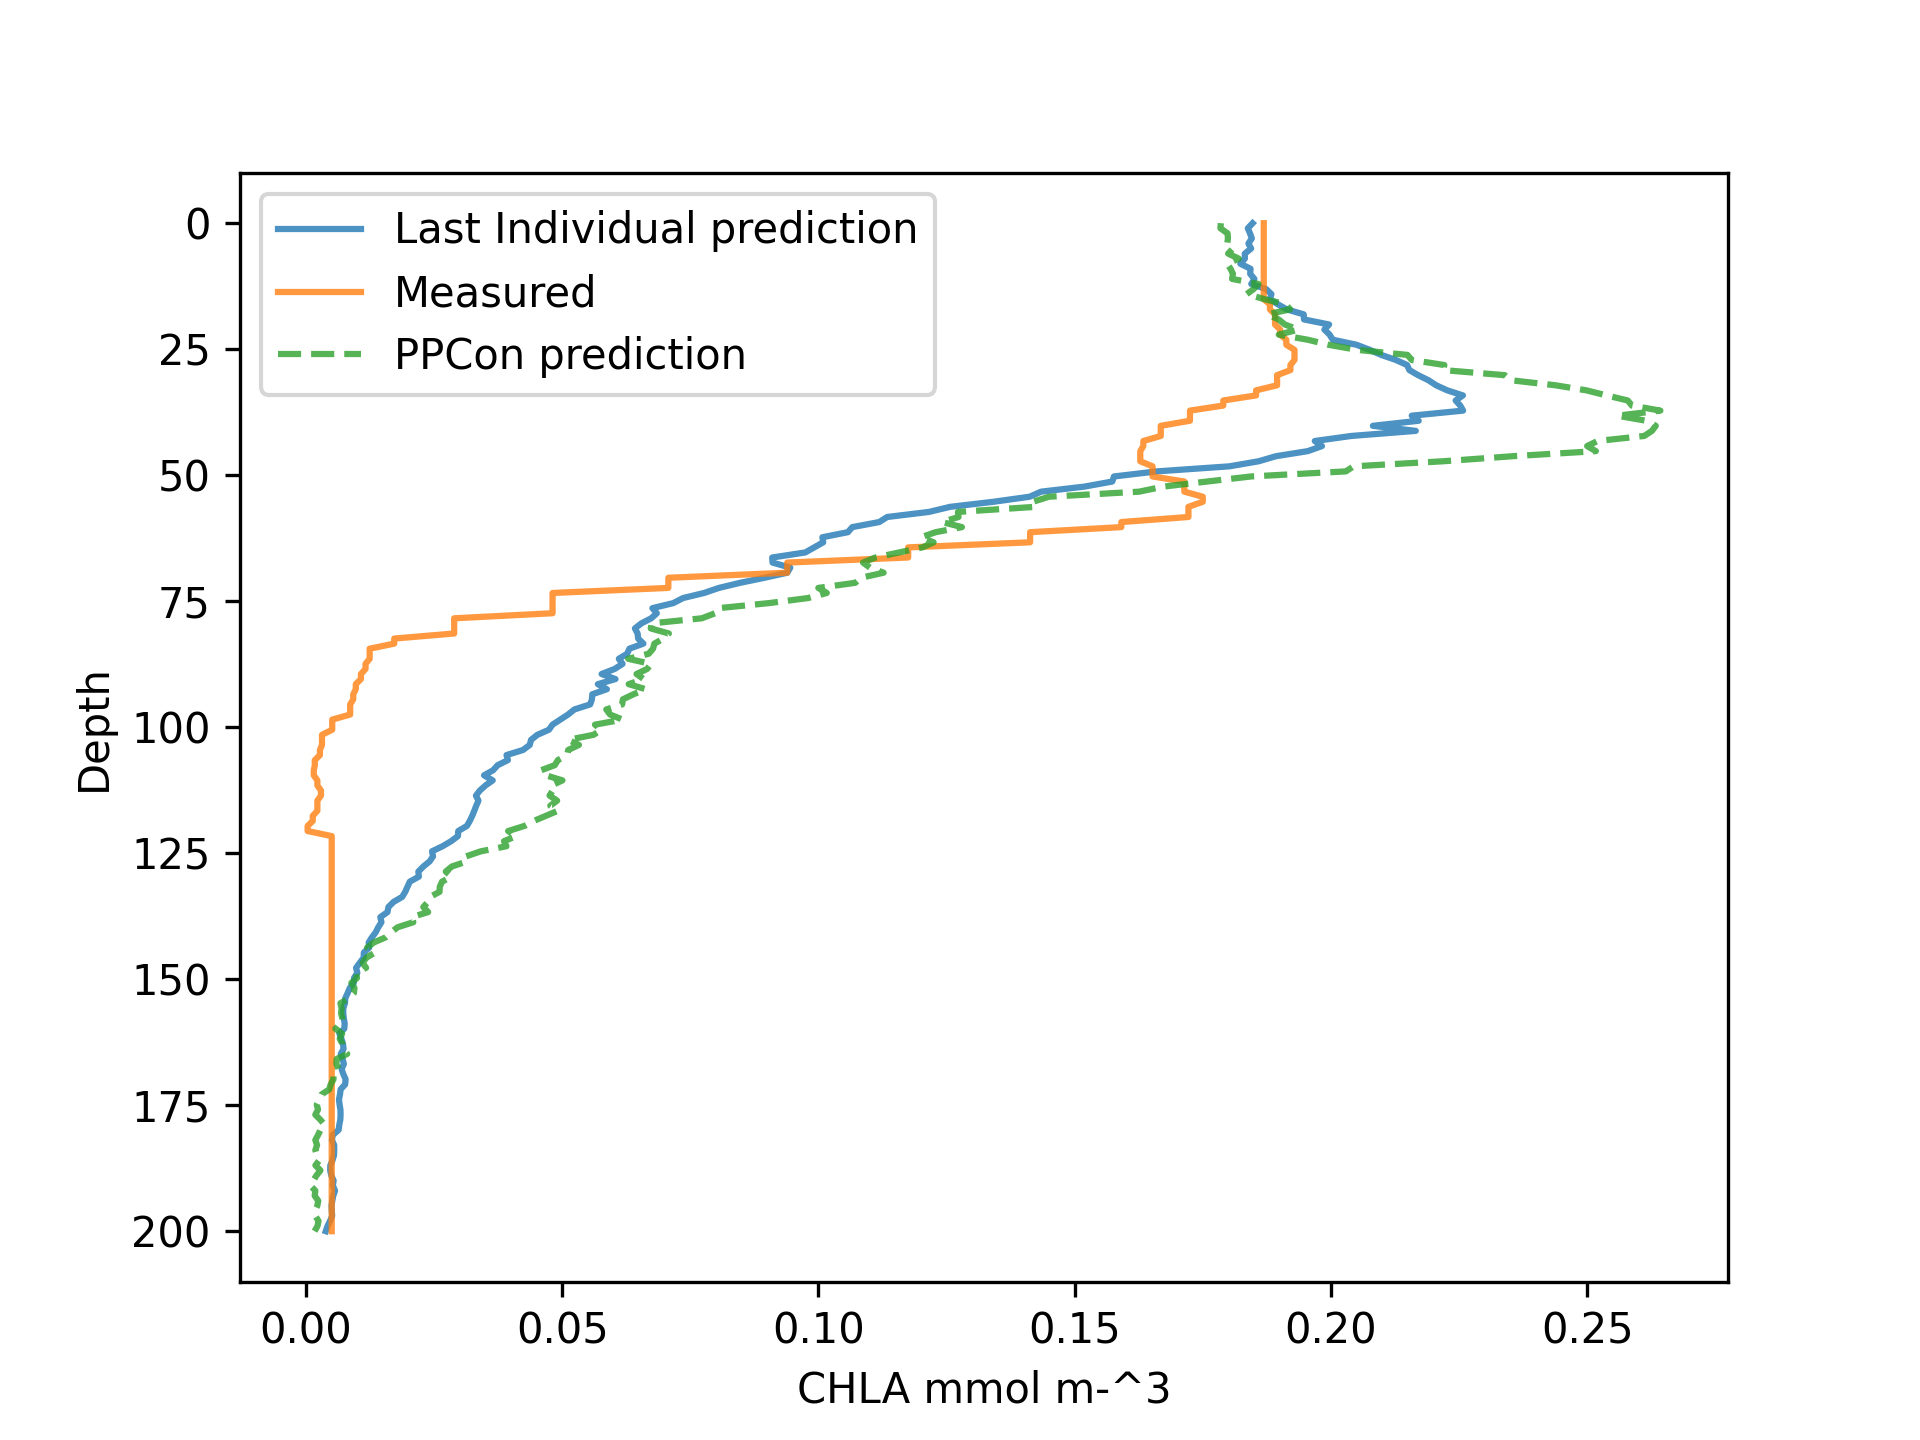 Last Individual prediction
Measured
PPCon prediction
0
25
50
75
100
125
150
175
200
Depth
0.00 0.05 0.10 0.15 0.20 0.25
CHLA mmol m-^3